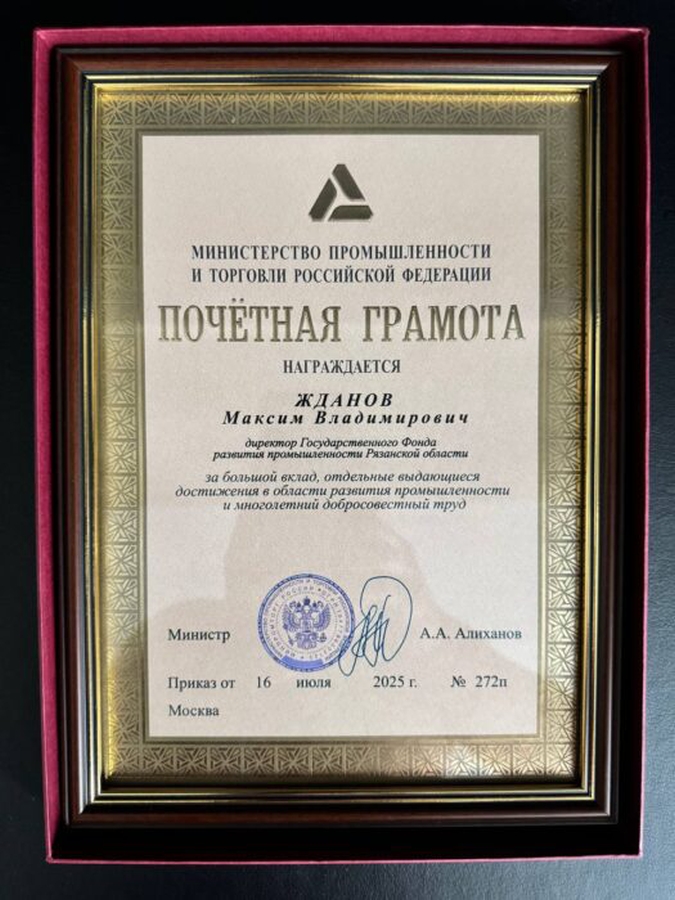 МИНИСТЕРСТВО ПРОМЫШЛЕННОСТИ
И ТОРГОВЛИ РОССИЙСКОЙ ФЕДЕРАЦИИ
ПОЧЁТНАЯ ГРАМОТА
НАГРАЖДАЕТСЯ
ЖДАНОВ
Максим Владимирович
директор Государственного Фонда
развития промышленности Рязанской области
за большой вклад, отдельные выдающиеся
достижения в области развития промышленности
и многолетний добросовестный труд
Министр А.А. Алиханов
Приказ от 16 июля 2025 г. № 272п
Москва